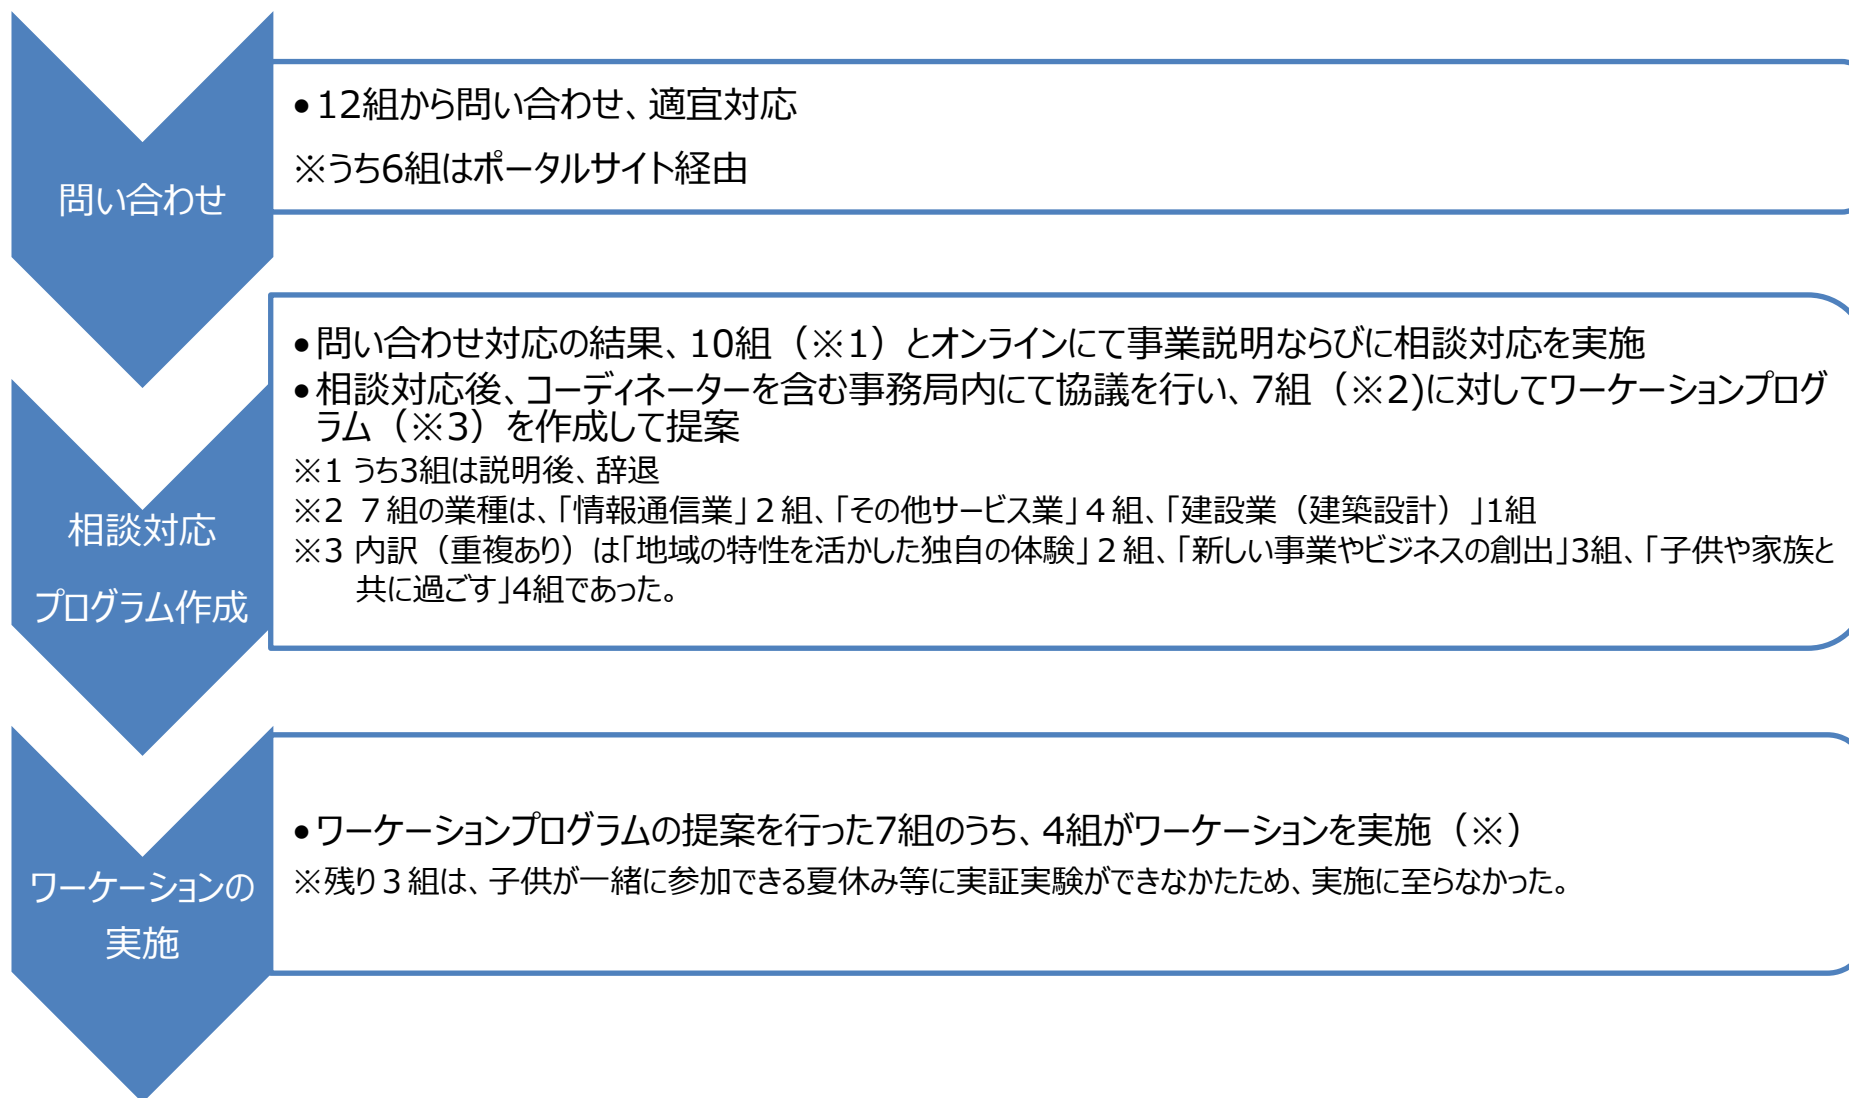 問い合わせ
•12組から問い合わせ、適宜対応
※うち6組はポータルサイト経由
相談対応
プログラム作成
•問い合わせ対応の結果、10組（※1）とオンラインにて事業説明ならびに相談対応を実施
•相談対応後、コーディネーターを含む事務局内にて協議を行い、7組（※2)に対してワーケーションプログ
ラム（※3）を作成して提案
※1 うち3組は説明後、辞退
※2 ７組の業種は、「情報通信業」２組、「その他サービス業」４組、「建設業（建築設計）」1組
※3 内訳（重複あり）は「地域の特性を活かした独自の体験」２組、「新しい事業やビジネスの創出」3組、「子供や家族と
共に過ごす」4組であった。
ワーケーションの
実施
•ワーケーションプログラムの提案を行った7組のうち、4組がワーケーションを実施（※）
※残り３組は、子供が一緒に参加できる夏休み等に実証実験ができなかたため、実施に至らなかった。